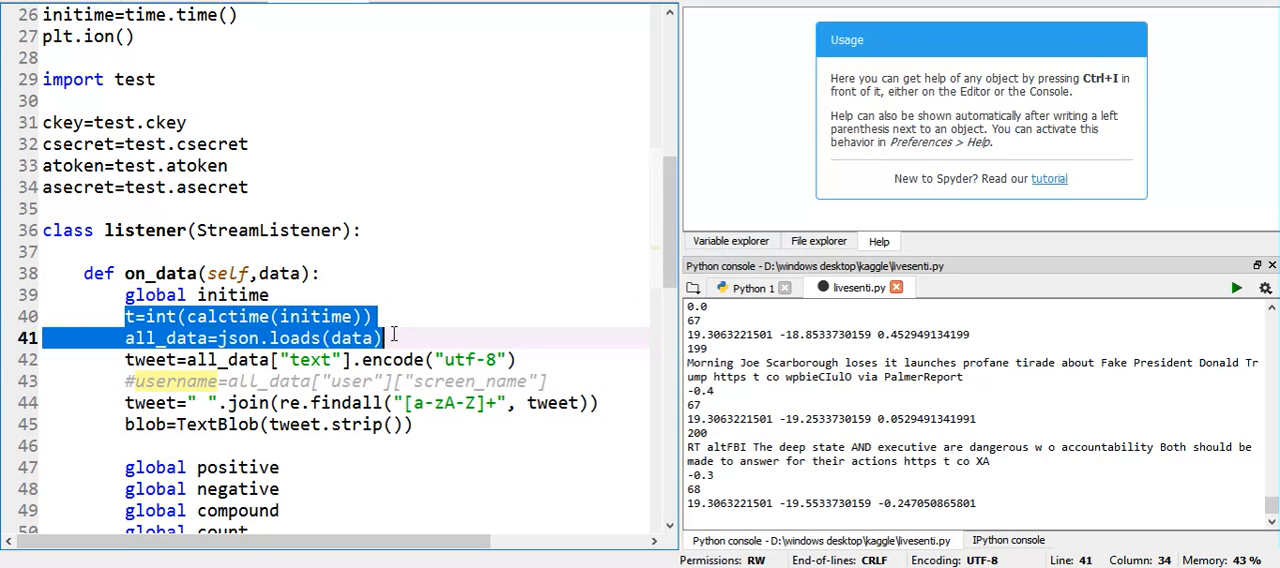 26 initime=time.time()
27 plt.ion()
28
29 import test
30
31 ckey=test.ckey
32 csecret=test.csecret
33 atoken=test.atoken
34 asecret=test.asecret
35
36 class listener(StreamListener):
37
38 def on_data(self,data):
39 global initime
40 t=int(calctime(initime))
41 all_data=json.loads(data)
42 tweet=all_data["text"].encode("utf-8")
43 #username=all_data["user"]["screen_name"]
44 tweet=" ".join(re.findall("[a-zA-Z]+", tweet))
45 blob=TextBlob(tweet.strip())
46
47 global positive
48 global negative
49 global compound
50 global count
Usage
Here you can get help of any object by pressing Ctrl+I in
front of it, either on the Editor or the Console.
Help can also be shown automatically after writing a left
parenthesis next to an object. You can activate this
behavior in Preferences > Help.
New to Spyder? Read our tutorial
Variable explorer File explorer Help
Python console - D:\windows desktop\kaggle\livesenti.py
Python 1 livesenti.py
0.0
67
19.3063221501 -18.8533730159 0.452949134199
199
Morning Joe Scarborough loses it launches profane tirade about Fake President Donald Tr
ump https t co wpbieCIulO via PalmerReport
-0.4
67
19.3063221501 -19.2533730159 0.0529491341991
200
RT altFBI The deep state AND executive are dangerous w o accountability Both should be
made to answer for their actions https t co XA
-0.3
68
19.3063221501 -19.5533730159 -0.247050865801
Python console - D:\windows desktop\kaggle\livesenti.py IPython console
Permissions: RW End-of-lines: CRLF Encoding: UTF-8 Line: 41 Column: 34 Memory: 43 %